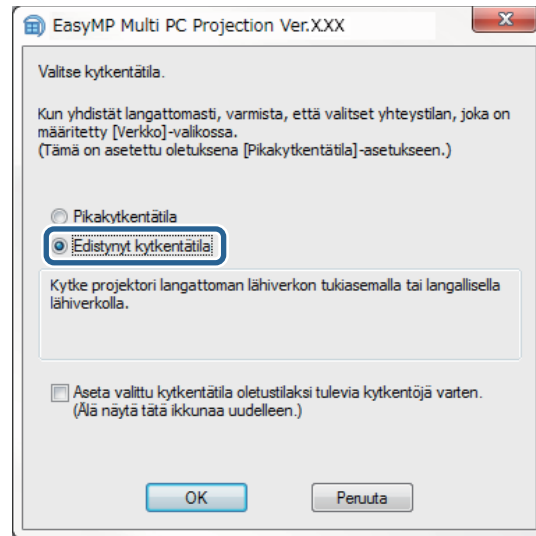 EasyMP Multi PC Projection Ver.X.XX
Valitse kytkentätila.
Kun yhdistät langattomasti, varmista, että valitset yhteystilan, joka on
määritetty [Verkko]-valikossa.
(Tämä on asetettu oletuksena [Pikakytkentätila]-asetukseen.)
Pikakytkentätila
Edistynyt kytkentätila
Kytke projektori langattoman lähiverkon tukiasemalla tai langallisella
lähiverkolla.
Aseta valittu kytkentätila oletustilaksi tulevia kytkentöjä varten.
(Älä näytä tätä ikkunaa uudelleen.)
OK
Peruuta